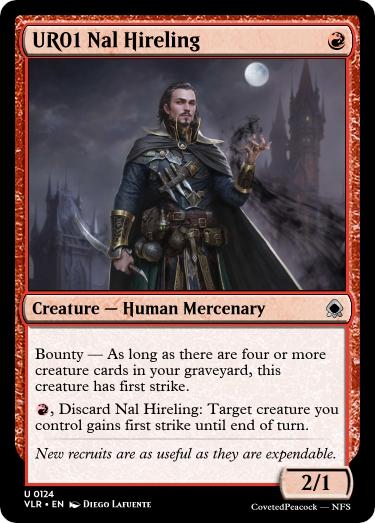 UR01 Nal Hireling
Creature — Human Mercenary
Bounty — As long as there are four or more
creature cards in your graveyard, this
creature has first strike.
, Discard Nal Hireling: Target creature you
control gains first strike until end of turn.
New recruits are as useful as they are expendable.
2/1
U 0124
VLR • EN Diego Lafuente
CovetedPeacock — NFS